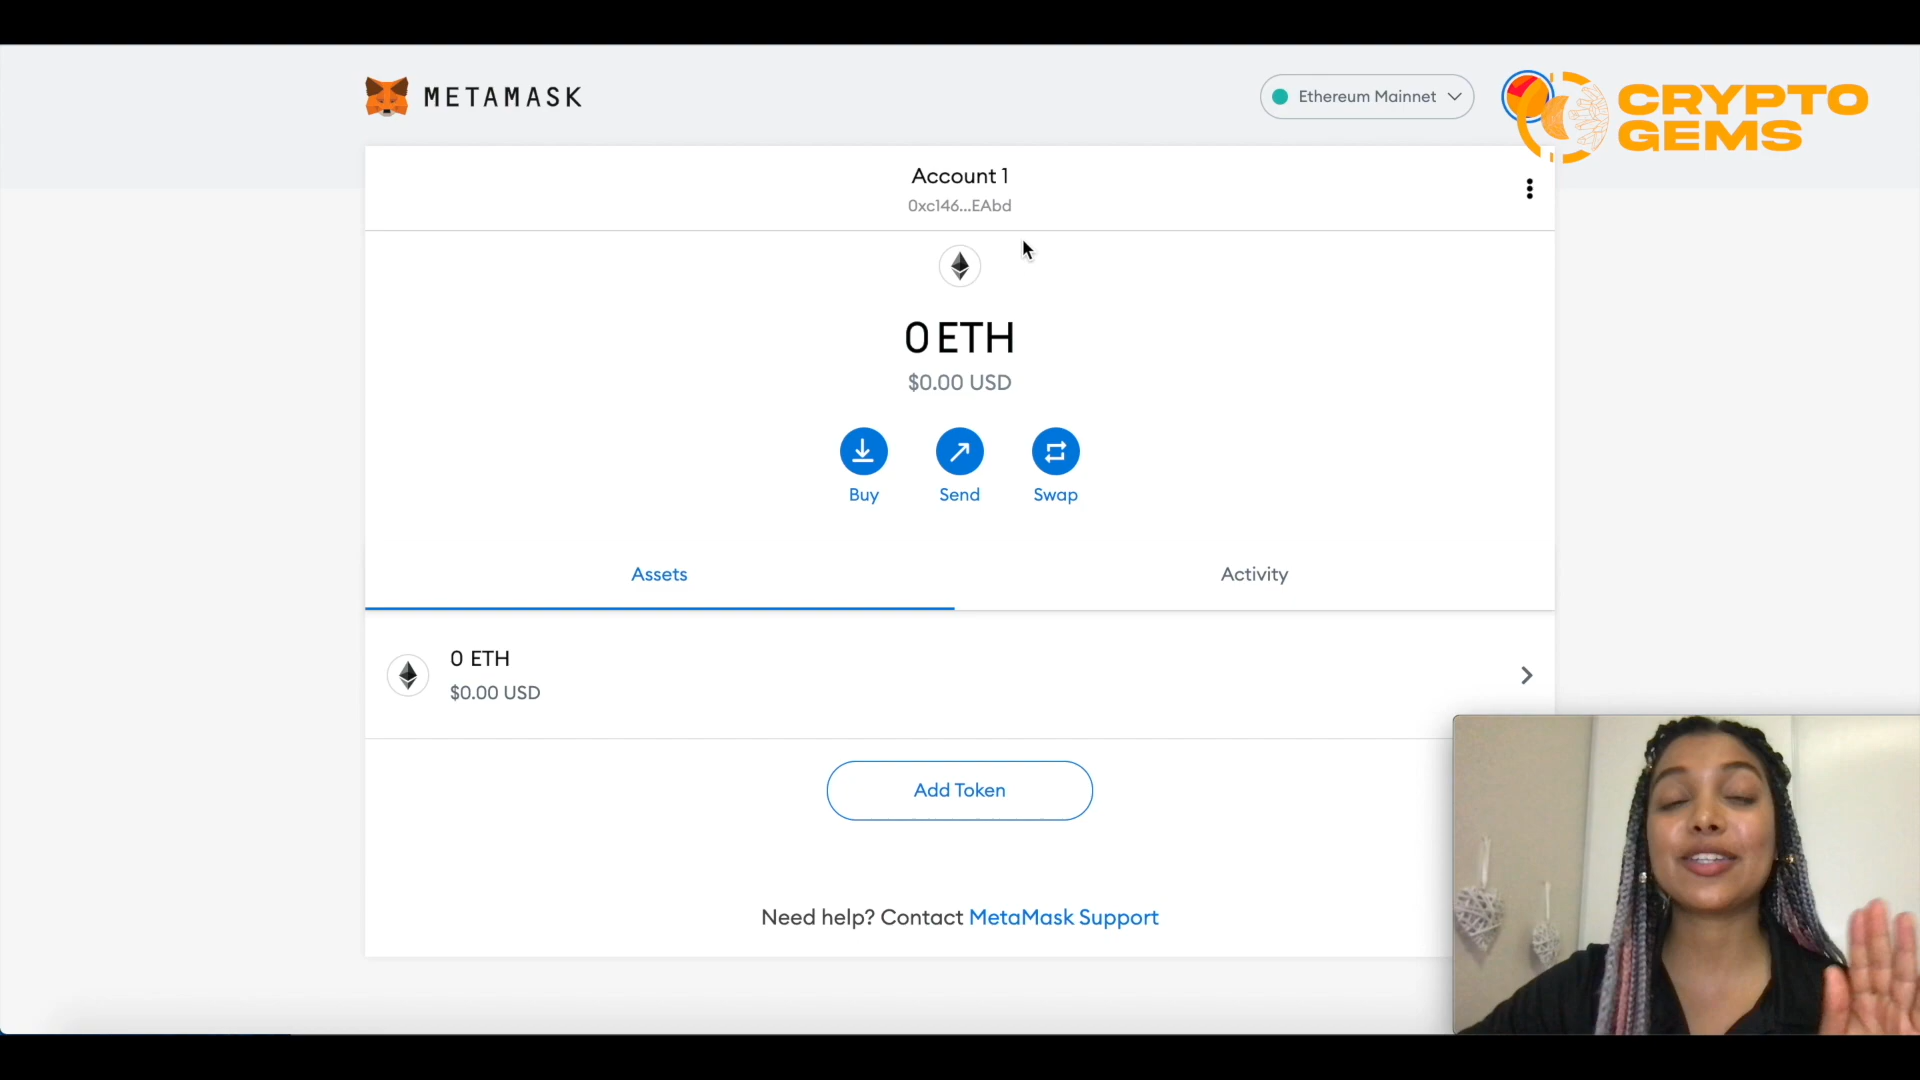 METAMASK
Ethereum Mainnet
CRYPTO
GEMS
Account 1
0xc146...EAbd
0 ETH
$0.00 USD
Buy
Send
Swap
Assets
Activity
0 ETH
$0.00 USD
Add Token
Need help? Contact MetaMask Support